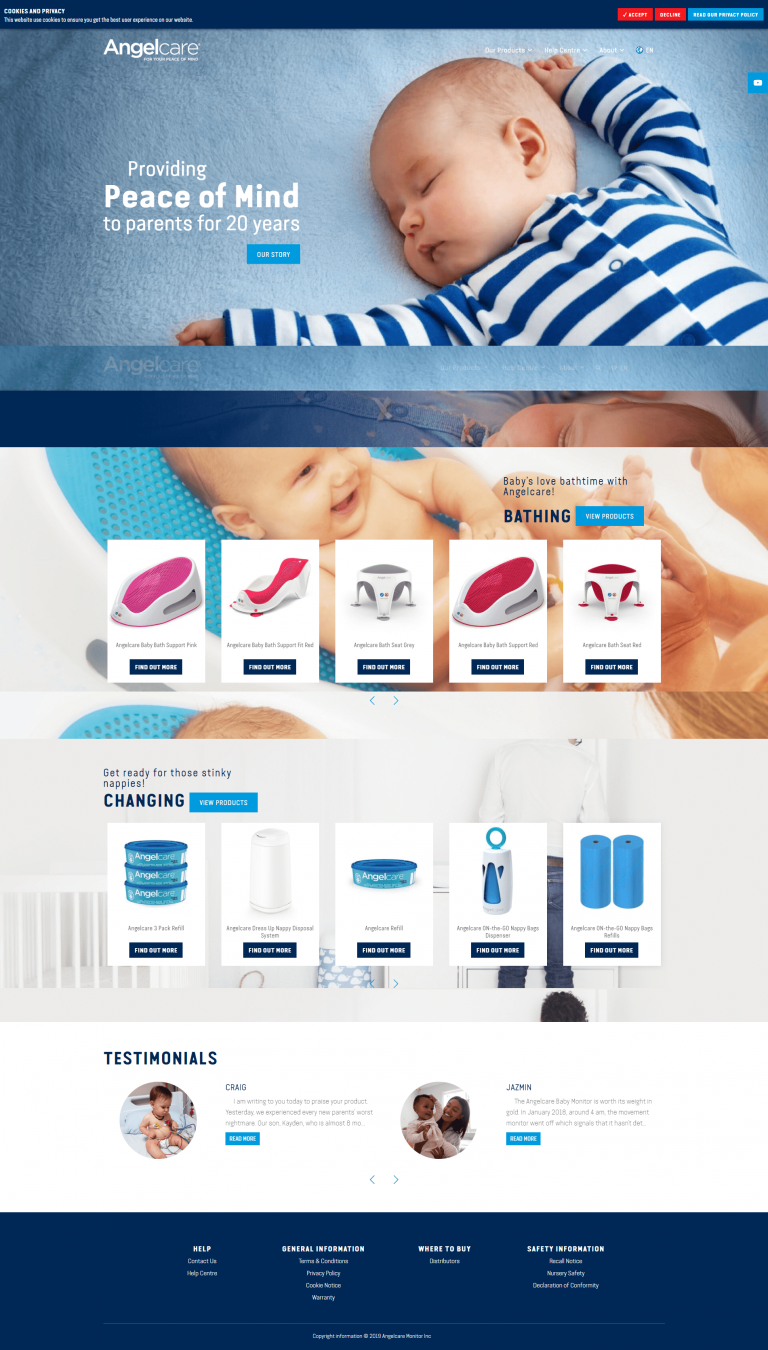 COOKIES AND PRIVACY
This website use cookies to ensure you get the best user experience on our website.
✓ ACCEPT
DECLINE
READ OUR PRIVACY POLICY
Angelcare
FOR YOUR PEACE OF MIND
Our Products
Help Centre
About
EN
Providing
Peace of Mind
to parents for 20 years
OUR STORY
Angelcare
Baby's love bathtime with
Angelcare!
BATHING
VIEW PRODUCTS
Angelcare Baby Bath Support Pink
FIND OUT MORE
Angelcare Baby Bath Support fit Red
FIND OUT MORE
Angelcare Bath Seat Grey
FIND OUT MORE
Angelcare Baby Bath Support Red
FIND OUT MORE
Angelcare Bath Seat Red
FIND OUT MORE
Get ready for those stinky
nappies!
CHANGING
VIEW PRODUCTS
Angelcare
Angelcare
Angelcare
Angelcare 3 Pack Refill
FIND OUT MORE
Angelcare Dress Up Nappy Disposal
System
FIND OUT MORE
Angelcare
Angelcare Refill
FIND OUT MORE
Angelcare ON-the-GO Nappy Bags
Dispenser
FIND OUT MORE
Angelcare ON-the-GO Nappy Bags
Refills
FIND OUT MORE
TESTIMONIALS
CRAIG
I am writing to you today to praise your product.
Yesterday, we experienced every new parents' worst
nightmare. Our son, Kayden, who is almost 8 mo...
READ MORE
JAZMIN
The Angelcare Baby Monitor is worth its weight in
gold. In January 2018, around 4 am, the movement
monitor went off which signals that it hasn't det...
READ MORE
HELP
Contact Us
Help Centre
GENERAL INFORMATION
Terms & Conditions
Privacy Policy
Cookie Notice
Warranty
WHERE TO BUY
Distributors
SAFETY INFORMATION
Recall Notice
Nursery Safety
Declaration of Conformity
Copyright information © 2019 Angelcare Monitor Inc